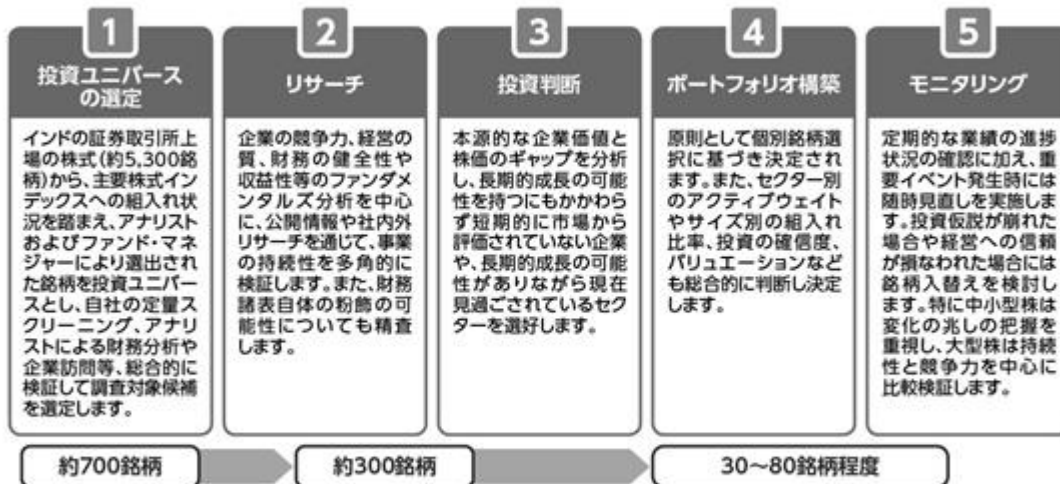 1
投資ユニバース
の選定
インドの証券取引所上
場の株式(約5,300銘
柄)から、主要株式イン
デックスへの組入れ状
況を踏まえ、アナリスト
およびファンド・マネ
ジャーにより選出され
た銘柄を投資ユニバー
スとし、自社の定量ス
クリーニング、アナリ
ストによる財務分析や
企業訪問等、総合的に
検証して調査対象候補
を選定します。
2
リサーチ
企業の競争力、経営の
質、財務の健全性や
収益性等のファンダメ
ンタルズ分析を中心
に、公開情報や社内外
リサーチを通じて、事業
の持続性を多角的に
検証します。また、財務
諸表自体の粉飾の可
能性についても精査
します。
3
投資判断
本源的な企業価値と
株価のギャップを分析
し、長期的成長の可能
性を持つにもかかわら
ず短期的に市場から
評価されていない企業
や、長期的成長の可能
性がありながら現在
見過ごされているセク
ターを選好します。
4
ポートフォリオ構築
原則として個別銘柄選
択に基づき決定され
ます。また、セクター別
のアクティブウェイト
やサイズ別の組入れ
比率、投資の確信度、
バリュエーションなど
も総合的に判断し決定
します。
5
モニタリング
定期的な業績の進捗
状況の確認に加え、重
要イベント発生時には
随時見直しを実施しま
す。投資仮説が崩れた
場合や経営への信頼
が損なわれた場合には
銘柄入替えを検討し
ます。特に中小型株は
変化の兆しの把握を
重視し、大型株は持続
性と競争力を中心に
比較検証します。
約700銘柄
約300銘柄
30～80銘柄程度